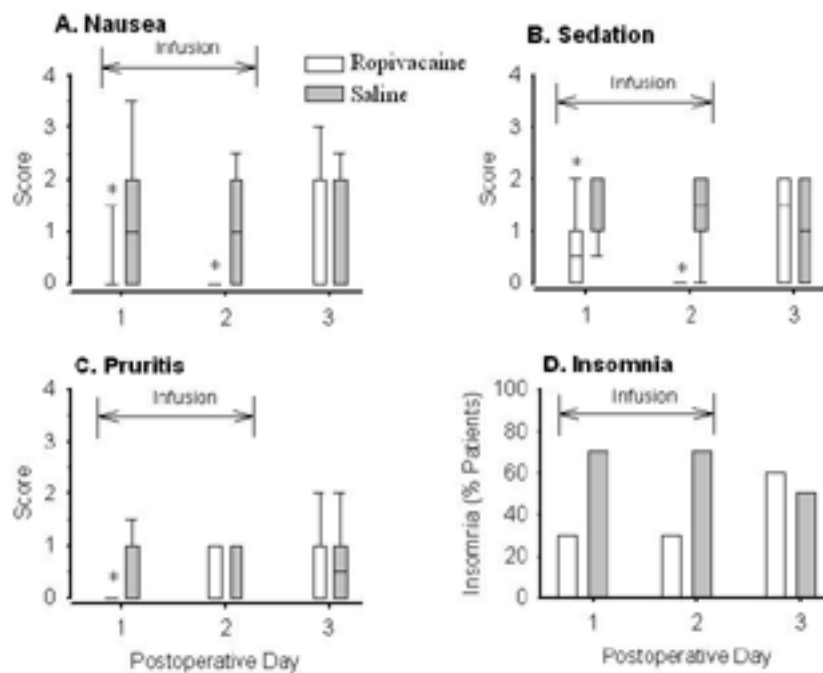 A. Nausea
Infusion
Ropivacaine
Saline
4
3
2
1
0
Score
*
*
1 2 3
B. Sedation
Infusion
4
3
2
1
0
Score
*
*
1 2 3
C. Pruritis
Infusion
4
3
2
1
0
Score
*
1 2 3
Postoperative Day
D. Insomnia
Infusion
100
80
60
40
20
0
Insomnia (% Patients)
1 2 3
Postoperative Day